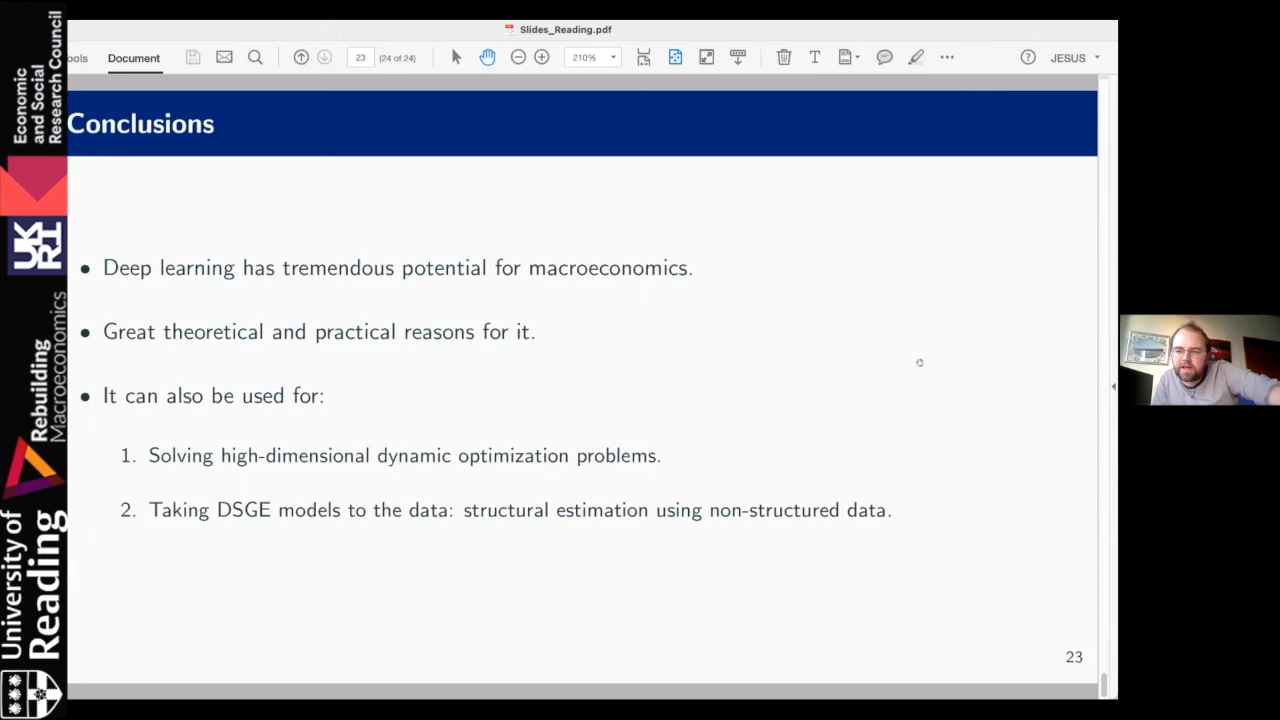 Slides_Reading.pdf
ols
Document
23
(24 of 24)
210%
JESUS
Conclusions
• Deep learning has tremendous potential for macroeconomics.
• Great theoretical and practical reasons for it.
• It can also be used for:
1. Solving high-dimensional dynamic optimization problems.
2. Taking DSGE models to the data: structural estimation using non-structured data.
23
Economic
and Social
Research Council
UK
RI
Rebuilding
Macroeconomics
University of
Reading